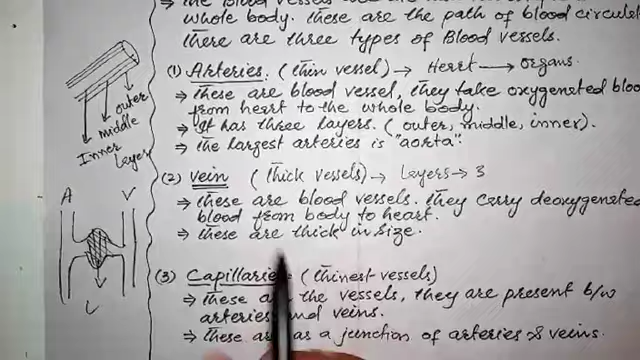 whole body. These are the path of blood circulat
There are three types of Blood vessels.
(1) Arteries. (thin vessel) → Heart → organs.
⇒ These are blood vessel, they take oxygenated bloo
from heart to the whole body.
⇒ It has three layers. (outer, middle, inner).
⇒ the largest arteries is "aorta".
(2) vein (thick vessels) → Layers → 3
⇒ These are blood vessels. They carry deoxygenated
blood from body to heart.
⇒ These are thick in size.
(3) Capillarie (thinest vessels)
⇒ These the vessels, they are present b/w
arteries and veins.
⇒ These as a junction of arteries & veins.
outer
middle
Inner
Layer
A V